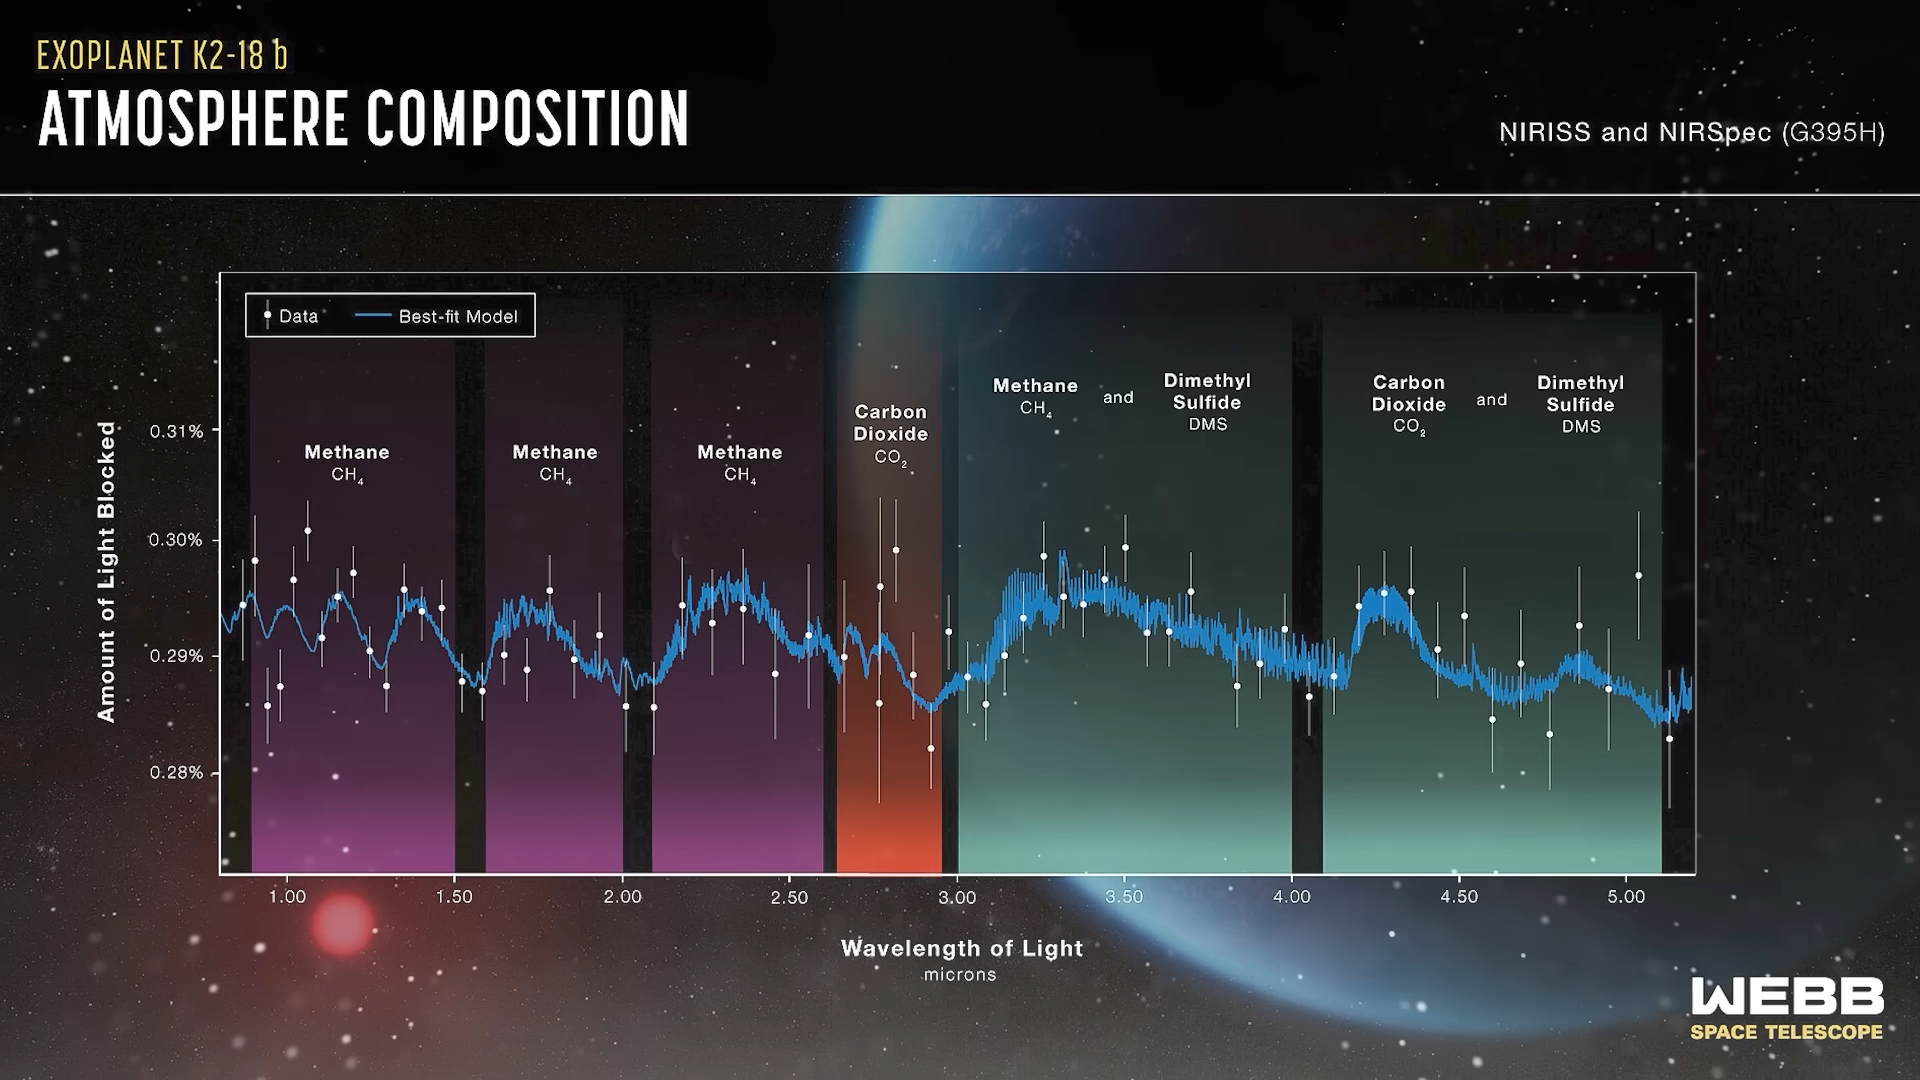 EXOPLANET K2-18 b
ATMOSPHERE COMPOSITION
NIRISS and NIRSpec (G395H)
Data
Best-fit Model
Methane
CH₄
Methane
CH₄
Methane
CH₄
Carbon
Dioxide
CO₂
Methane
CH₄
and
Dimethyl
Sulfide
DMS
Carbon
Dioxide
CO₂
and
Dimethyl
Sulfide
DMS
Amount of Light Blocked
0.31%
0.30%
0.29%
0.28%
1.00 1.50 2.00 2.50 3.00 3.50 4.00 4.50 5.00
Wavelength of Light
microns
WEBB
SPACE TELESCOPE